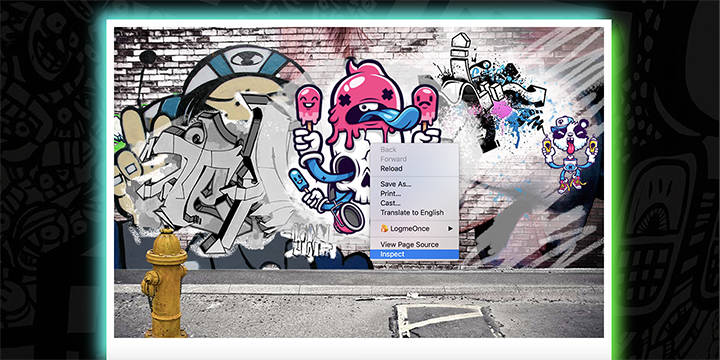 Back
Forward
Reload
Save As...
Print...
Cast...
Translate to English
LogmeOnce
View Page Source
Inspect